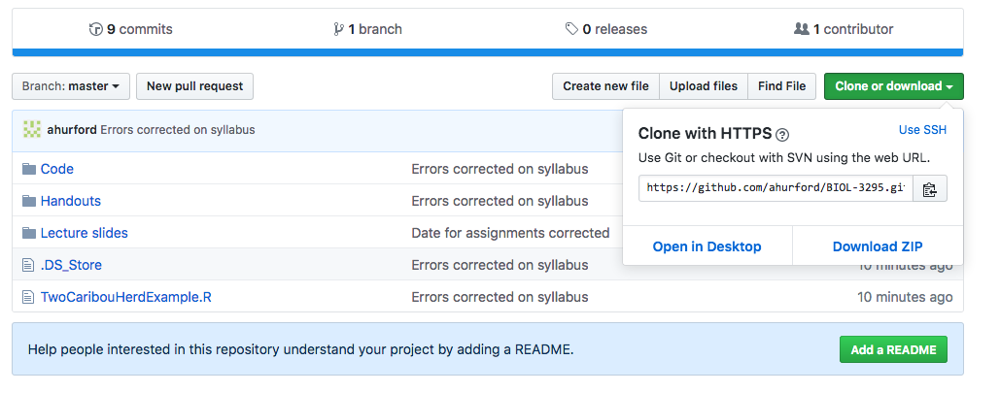 9 commits
1 branch
0 releases
1 contributor
Branch: master
New pull request
Create new file
Upload files
Find File
Clone or download
ahurford Errors corrected on syllabus
Clone with HTTPS
Use SSH
Use Git or checkout with SVN using the web URL.
https://github.com/ahurford/BIOL-3295.git
Open in Desktop
Download ZIP
Code
Errors corrected on syllabus
Handouts
Errors corrected on syllabus
Lecture slides
Date for assignments corrected
.DS_Store
Errors corrected on syllabus
10 minutes ago
TwoCaribouHerdExample.R
Errors corrected on syllabus
10 minutes ago
Help people interested in this repository understand your project by adding a README.
Add a README